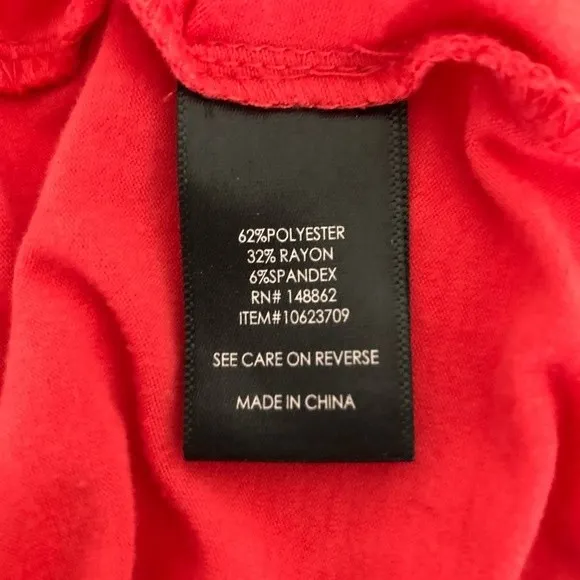 62%POLYESTER
32% RAYON
6%SPANDEX
RN# 148862
ITEM#10623709
SEE CARE ON REVERSE
MADE IN CHINA